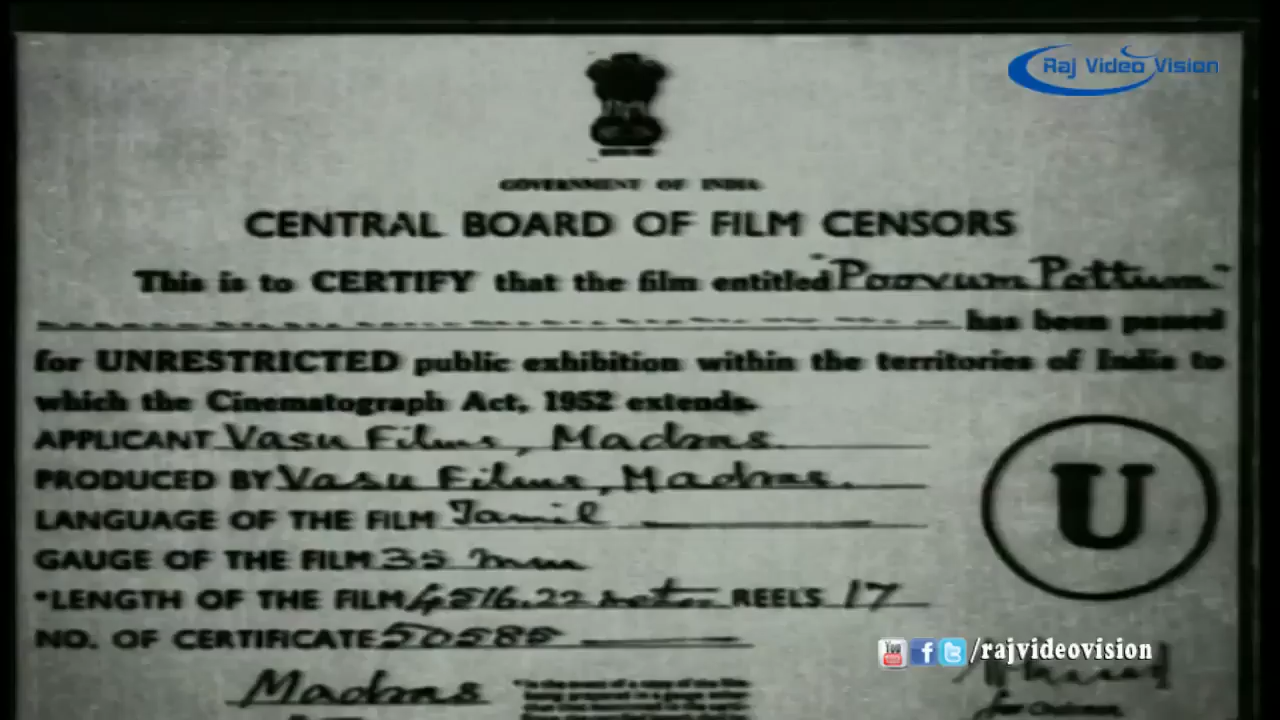 Raj Video Vision
GOVERNMENT OF INDIA
CENTRAL BOARD OF FILM CENSORS
This is to CERTIFY that the film entitled "Poovum Pottum"
has been passed
for UNRESTRICTED public exhibition within the territories of India to
which the Cinematograph Act, 1952 extends.
APPLICANT Vasu Films, Madras.
PRODUCED BY Vasu Films, Madras.
LANGUAGE OF THE FILM Tamil
U
GAUGE OF THE FILM 35 mm
*LENGTH OF THE FILM 4516.22 mets. REELS 17
NO. OF CERTIFICATE
/rajvideovision
Madras
for Chairman